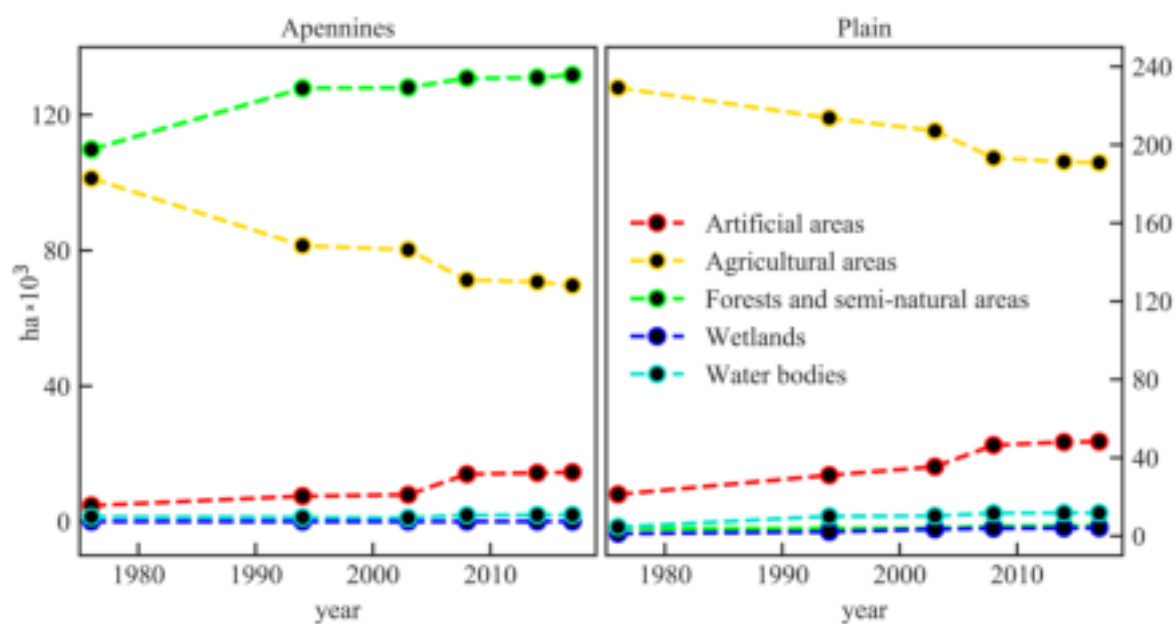 Apennines
Plain
ha*10³
120
80
40
0
240
200
160
120
80
40
0
Artificial areas
Agricultural areas
Forests and semi-natural areas
Wetlands
Water bodies
1980 1990 2000 2010
year
1980 1990 2000 2010
year